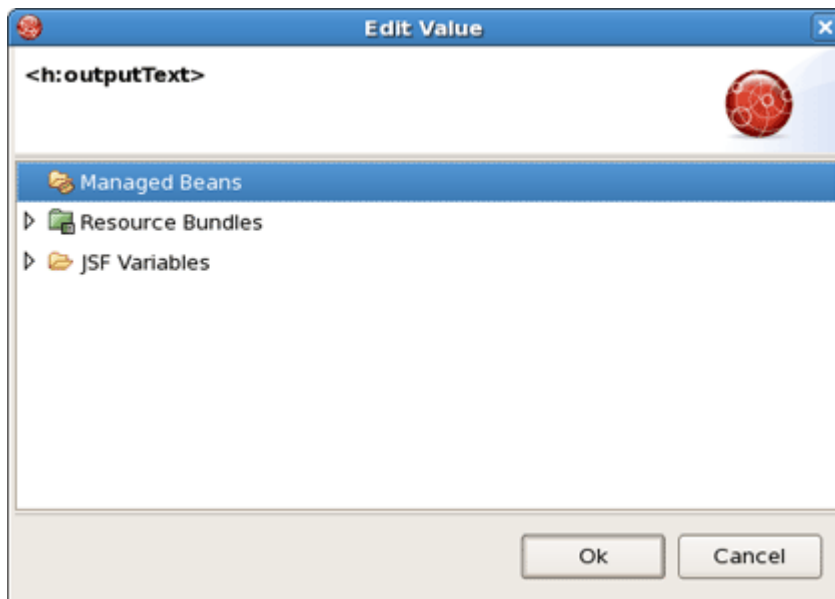 Edit Value
<h:outputText>
Managed Beans
Resource Bundles
JSF Variables
Ok Cancel